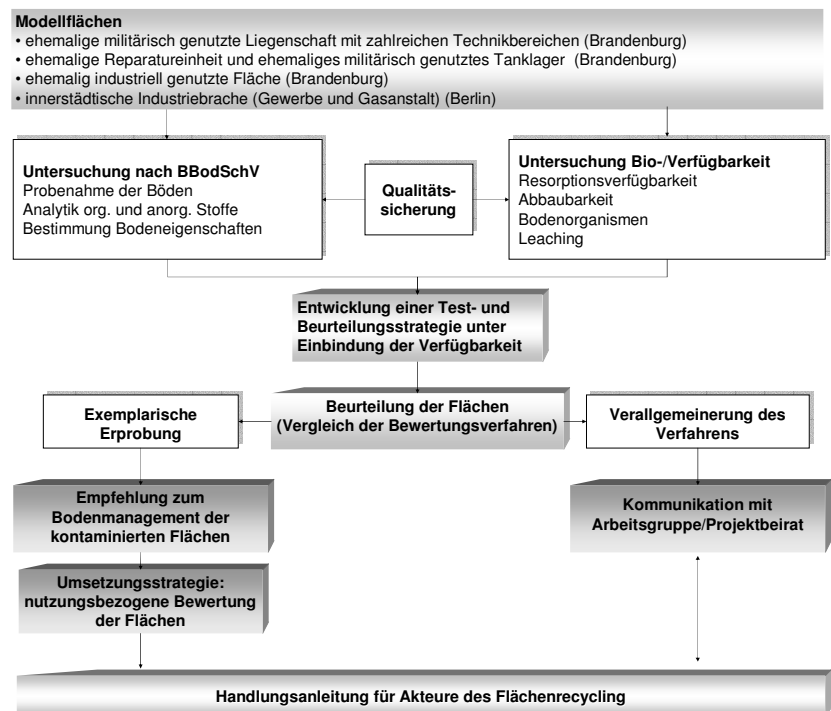 Modellflächen
• ehemalige militärisch genutzte Liegenschaft mit zahlreichen Technikbereichen (Brandenburg)
• ehemalige Reparatureinheit und ehemaliges militärisch genutztes Tanklager (Brandenburg)
• ehemalig industriell genutzte Fläche (Brandenburg)
• innerstädtische Industriebrache (Gewerbe und Gasanstalt) (Berlin)
Untersuchung nach BBodSchV
Probenahme der Böden
Analytik org. und anorg. Stoffe
Bestimmung Bodeneigenschaften
Qualitäts-
sicherung
Untersuchung Bio-/Verfügbarkeit
Resorptionsverfügbarkeit
Abbaubarkeit
Bodenorganismen
Leaching
Entwicklung einer Test- und
Beurteilungsstrategie unter
Einbindung der Verfügbarkeit
Exemplarische
Erprobung
Beurteilung der Flächen
(Vergleich der Bewertungsverfahren)
Verallgemeinerung des
Verfahrens
Empfehlung zum
Bodenmanagement der
kontaminierten Flächen
Kommunikation mit
Arbeitsgruppe/Projektbeirat
Umsetzungsstrategie:
nutzungsbezogene Bewertung
der Flächen
Handlungsanleitung für Akteure des Flächenrecycling